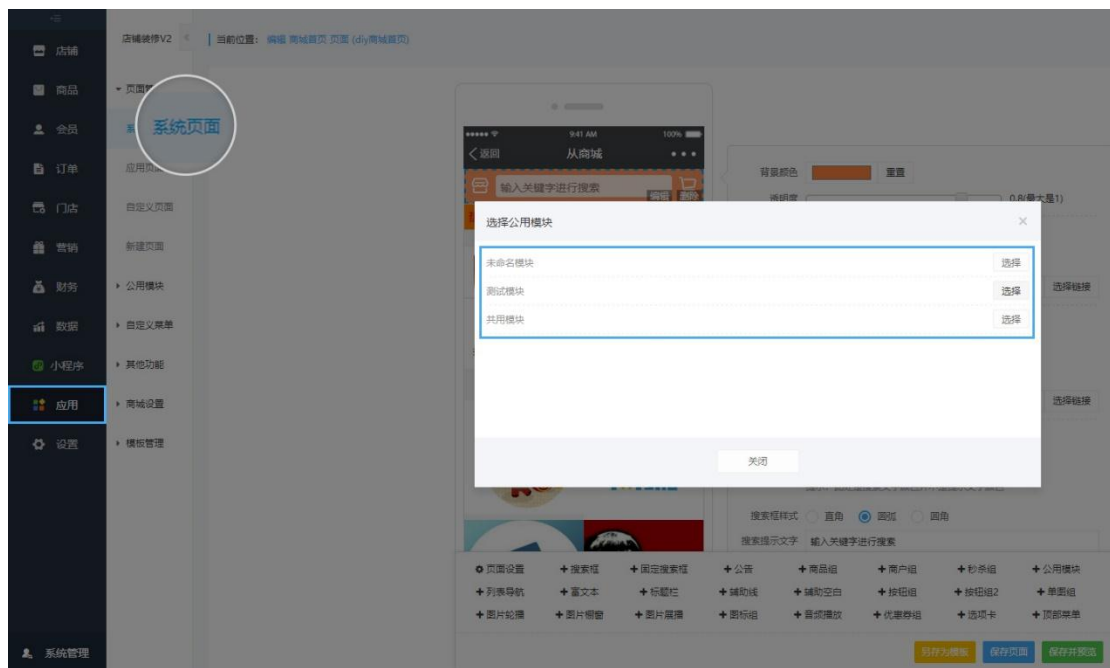 店铺
商品
会员
订单
门店
营销
财务
数据
小程序
应用
设置
系统管理
店铺装修V2
系统页面
自定义页面
新建页面
公用模块
自定义菜单
其他功能
商城设置
模板管理
当前位置： 编辑 商城首页 页面 (diy商城首页)
9:41 AM 100%
返回 从商城
输入关键字进行搜索
编辑 删除
背景颜色 重置
0.8(最大是1)
选择公用模块 ×
未命名模块 选择
测试模块 选择
共用模块 选择
关闭
选择链接
选择链接
搜索框样式 直角 圆弧 圆角
搜索提示文字 输入关键字进行搜索
页面设置 +搜索框 +固定搜索框 +公告 +商品组 +商户组 +秒杀组 +公用模块
+列表导航 +富文本 +标题栏 +辅助线 +辅助空白 +按钮组 +按钮组2 +单图组
+图片轮播 +图片橱窗 +图片展播 +图标组 +音频播放 +优惠券组 +选项卡 +顶部菜单
另存为模板 保存页面 保存并预览